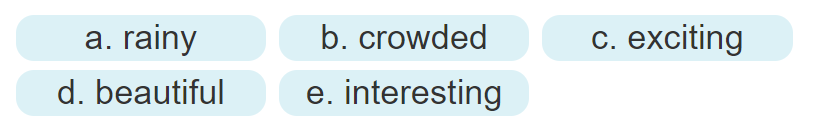 a. rainy b. crowded c. exciting
d. beautiful e. interesting